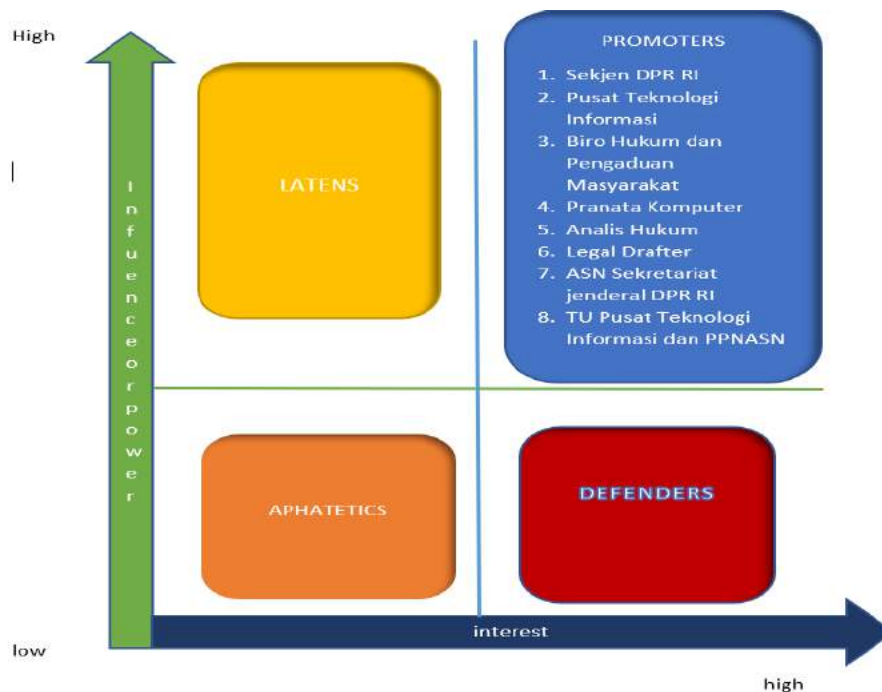 High
PROMOTERS
1. Sekjen DPR RI
2. Pusat Teknologi
Informasi
3. Biro Hukum dan
Pengaduan
Masyarakat
4. Pranata Komputer
5. Analis Hukum
6. Legal Drafter
7. ASN Sekretariat
jenderal DPR RI
8. TU Pusat Teknologi
Informasi dan PPNASN
LATENS
Infuenceorpower
APHATETICS
DEFENDERS
interest
low
high